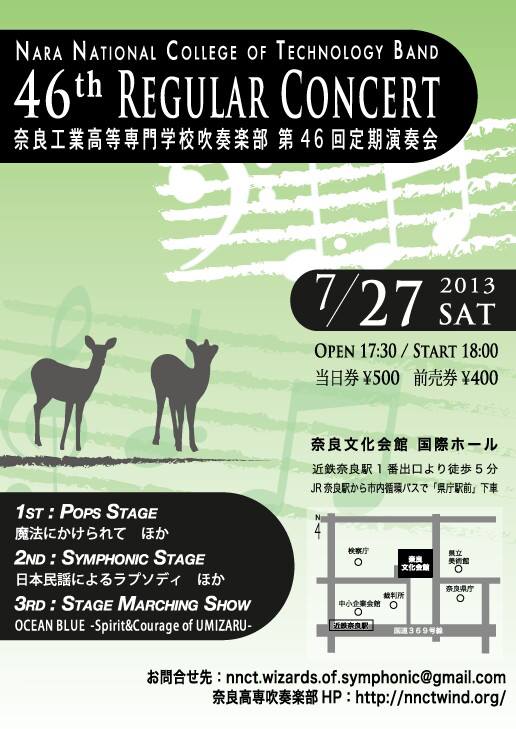 NARA NATIONAL COLLEGE OF TECHNOLOGY BAND
46th REGULAR CONCERT
奈良工業高等専門学校吹奏楽部 第46回定期演奏会
7/27 2013 SAT
OPEN 17:30 / START 18:00
当日券 ¥500 前売券 ¥400
奈良文化会館 国際ホール
近鉄奈良駅1番出口より徒歩5分
JR奈良駅から市内循環バスで「県庁駅前」下車
1ST : POPS STAGE
魔法にかけられて ほか
2ND : SYMPHONIC STAGE
日本民謡によるラプソディ ほか
3RD : STAGE MARCHING SHOW
OCEAN BLUE -Spirit&Courage of UMIZARU-
N
4
検察庁
奈良
文化会館
県立
美術館
中小企業会館
裁判所
奈良県庁
近鉄奈良駅
国道369号線
お問合せ先：nnct.wizards.of.symphonic@gmail.com
奈良高専吹奏楽部HP：http://nnctwind.org/